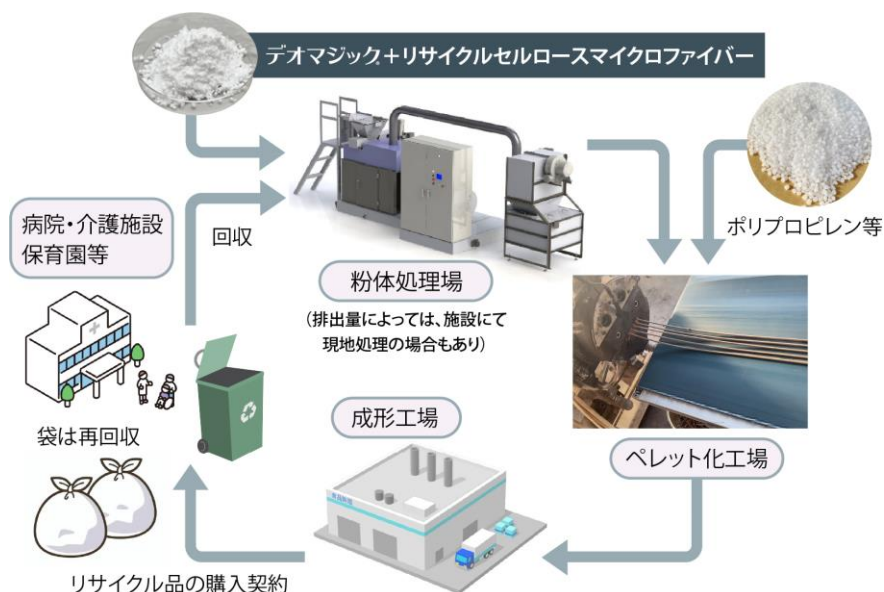 デオマジック+リサイクルセルロースマイクロファイバー
病院・介護施設
保育園等
回収
ポリプロピレン等
粉体処理場
(排出量によっては、施設にて
現地処理の場合もあり)
袋は再回収
成形工場
ペレット化工場
リサイクル品の購入契約